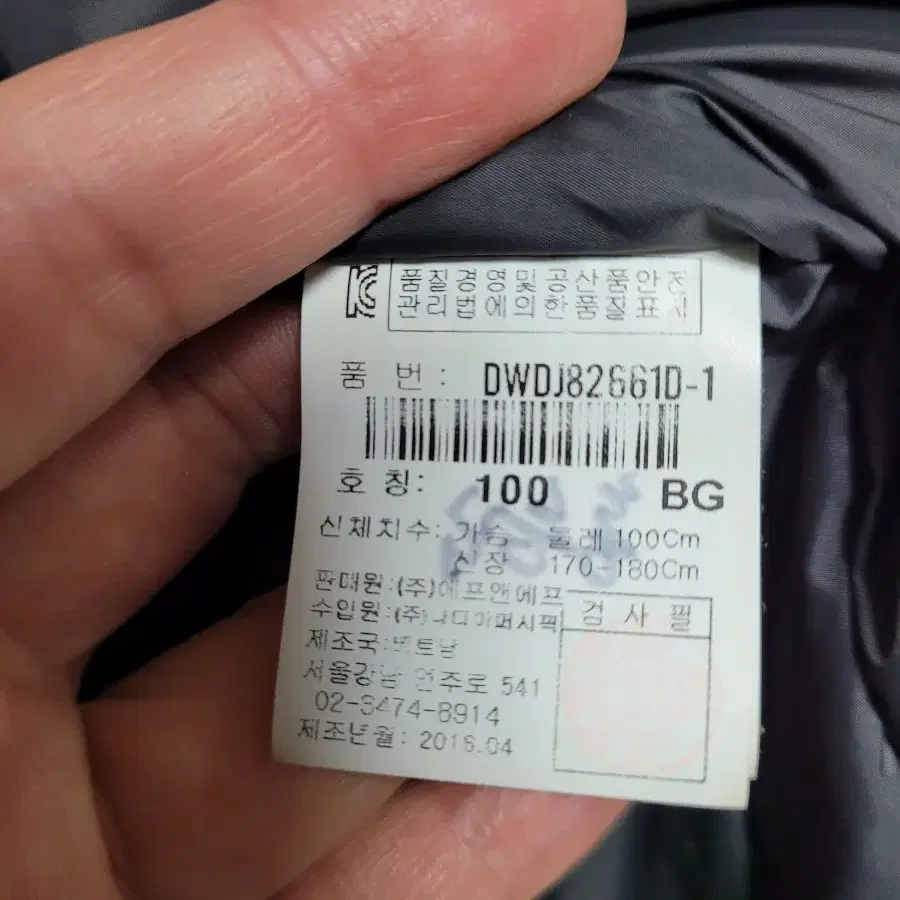 품질경영및공산품안전
관리법에의한품질표시
품 번: DWDJ82661D-1
호 칭: 100 BG
신체치수: 가슴 둘레 100Cm
신장 170-180Cm
판매원:(주)에프앤에프
수입원:(주)
검 사 필
제조국:베트남
서울강남 언주로 541
02-3474-8914
제조년월: 2016.04